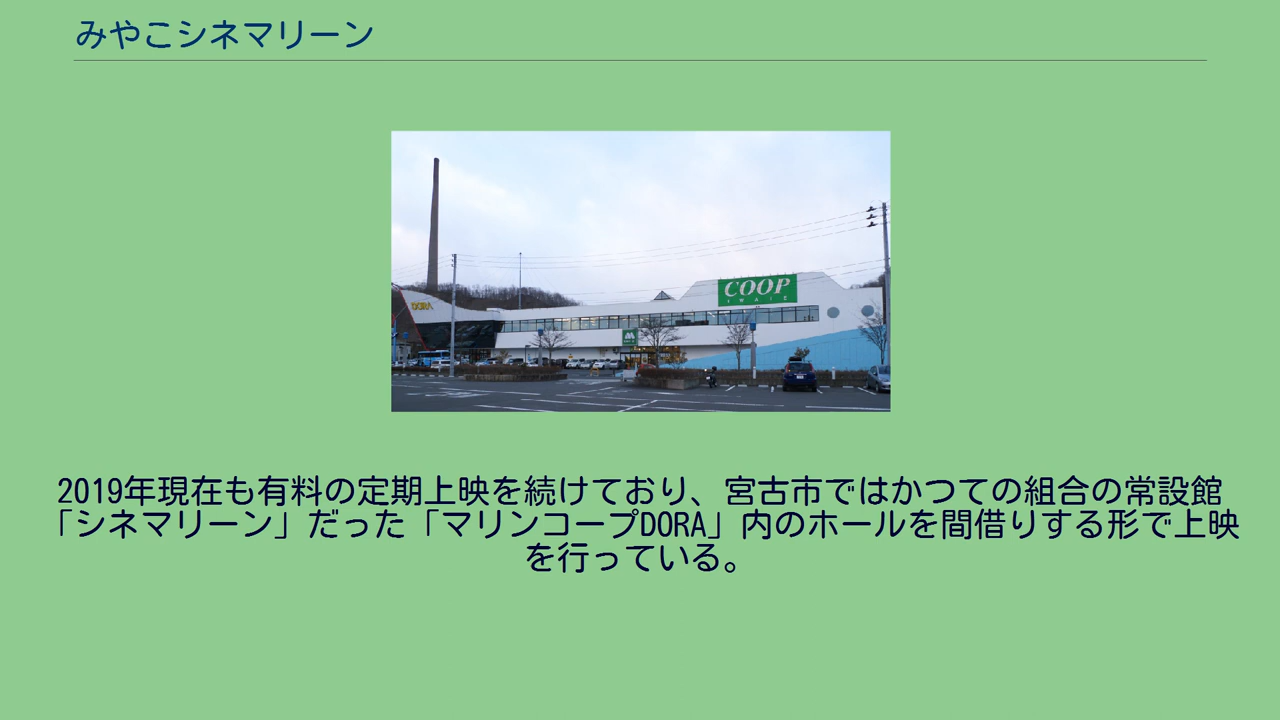 みやこシネマリーン
DORA
COOP
IWATE
2019年現在も有料の定期上映を続けており、宮古市ではかつての組合の常設館
「シネマリーン」だった「マリンコープDORA」内のホールを間借りする形で上映
を行っている。